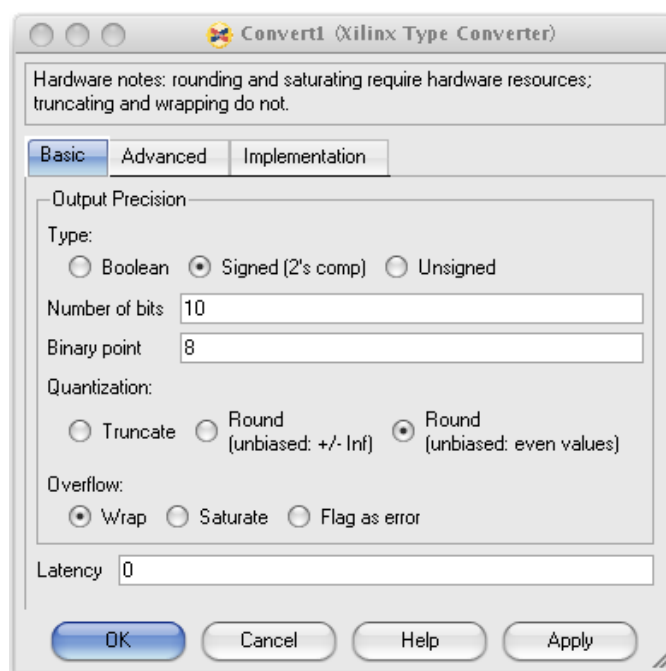 Convert1 (Xilinx Type Converter)
Hardware notes: rounding and saturating require hardware resources;
truncating and wrapping do not.
Basic Advanced Implementation
Output Precision
Type:
Boolean Signed (2's comp) Unsigned
Number of bits 10
Binary point 8
Quantization:
Truncate Round (unbiased: +/- Inf) Round (unbiased: even values)
Overflow:
Wrap Saturate Flag as error
Latency 0
OK Cancel Help Apply